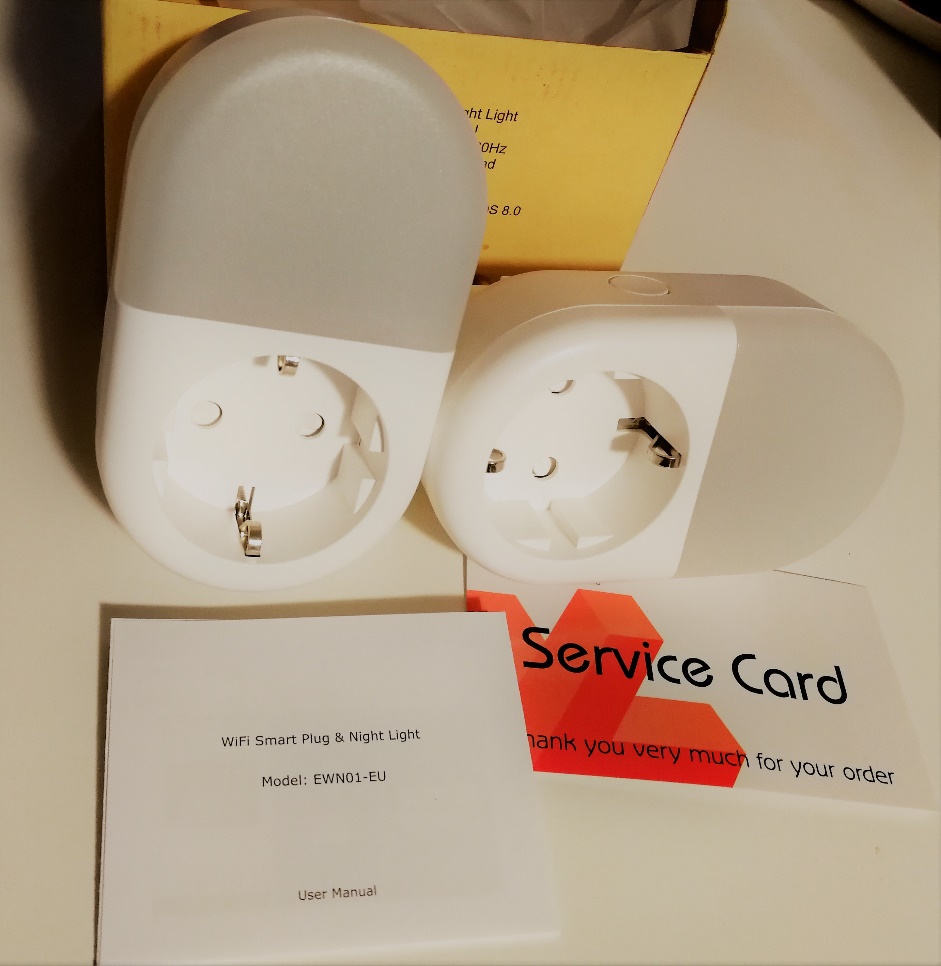 ght Light
0Hz
nd
OS 8.0
Service Card
hank you very much for your order
WiFi Smart Plug & Night Light
Model: EWN01-EU
User Manual